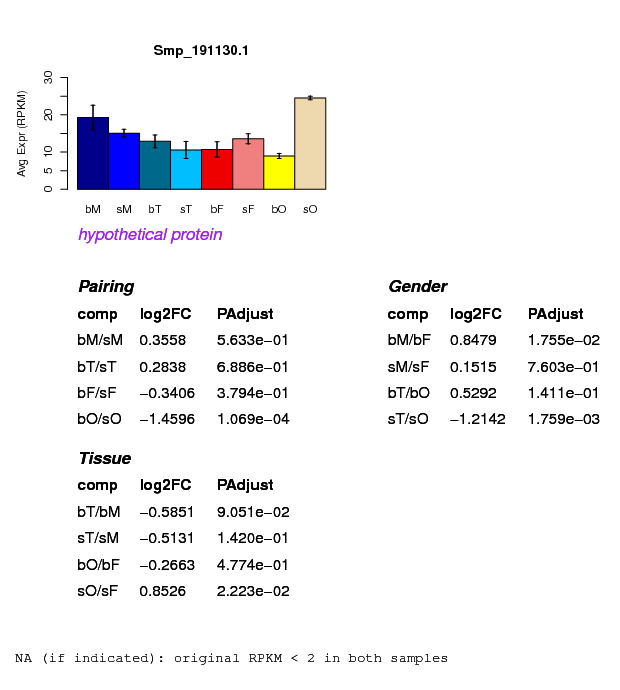 Smp_191130.1
Avg Expr (RPKM)
30
20
10
5
0
bM sM bT sT bF sF bO sO
hypothetical protein
Pairing
comp log2FC PAdjust
bM/sM 0.3558 5.633e−01
bT/sT 0.2838 6.886e−01
bF/sF −0.3406 3.794e−01
bO/sO −1.4596 1.069e−04
Gender
comp log2FC PAdjust
bM/bF 0.8479 1.755e−02
sM/sF 0.1515 7.603e−01
bT/bO 0.5292 1.411e−01
sT/sO −1.2142 1.759e−03
Tissue
comp log2FC PAdjust
bT/bM −0.5851 9.051e−02
sT/sM −0.5131 1.420e−01
bO/bF −0.2663 4.774e−01
sO/sF 0.8526 2.223e−02
NA (if indicated): original RPKM < 2 in both samples